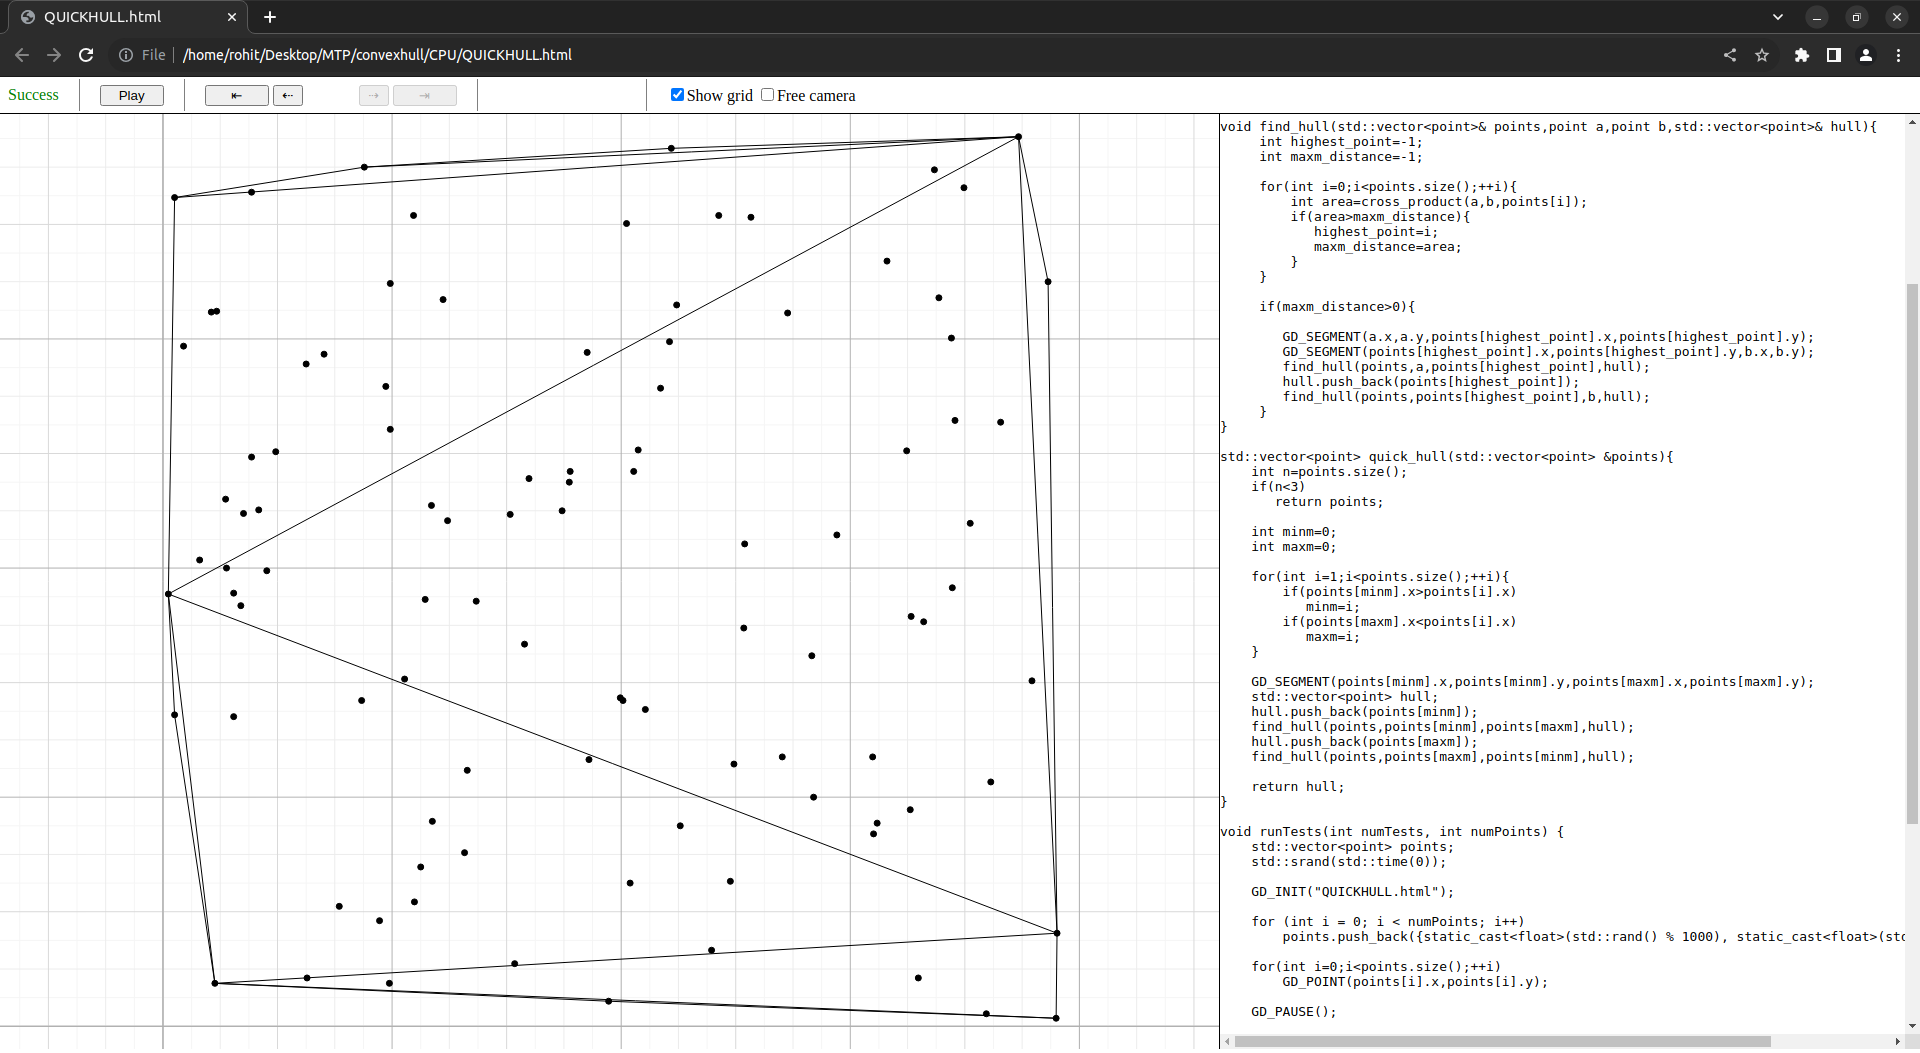 QUICKHULL.html
File
/home/rohit/Desktop/MTP/convexhull/CPU/QUICKHULL.html
Success
Play
Show grid
Free camera
void find_hull(std::vector<point>& points,point a,point b,std::vector<point>& hull){
int highest_point=-1;
int maxm_distance=-1;
for(int i=0;i<points.size();++i){
int area=cross_product(a,b,points[i]);
if(area>maxm_distance){
highest_point=i;
maxm_distance=area;
}
}
if(maxm_distance>0){
GD_SEGMENT(a.x,a.y,points[highest_point].x,points[highest_point].y);
GD_SEGMENT(points[highest_point].x,points[highest_point].y,b.x,b.y);
find_hull(points,a,points[highest_point],hull);
hull.push_back(points[highest_point]);
find_hull(points,points[highest_point],b,hull);
}
}
std::vector<point> quick_hull(std::vector<point> &points){
int n=points.size();
if(n<3)
return points;
int minm=0;
int maxm=0;
for(int i=1;i<points.size();++i){
if(points[minm].x>points[i].x)
minm=i;
if(points[maxm].x<points[i].x)
maxm=i;
}
GD_SEGMENT(points[minm].x,points[minm].y,points[maxm].x,points[maxm].y);
std::vector<point> hull;
hull.push_back(points[minm]);
find_hull(points,points[minm],points[maxm],hull);
hull.push_back(points[maxm]);
find_hull(points,points[maxm],points[minm],hull);
return hull;
}
void runTests(int numTests, int numPoints) {
std::vector<point> points;
std::srand(std::time(0));
GD_INIT("QUICKHULL.html");
for (int i = 0; i < numPoints; i++)
points.push_back({static_cast<float>(std::rand() % 1000), static_cast<float>(std
for(int i=0;i<points.size();++i)
GD_POINT(points[i].x,points[i].y);
GD_PAUSE();